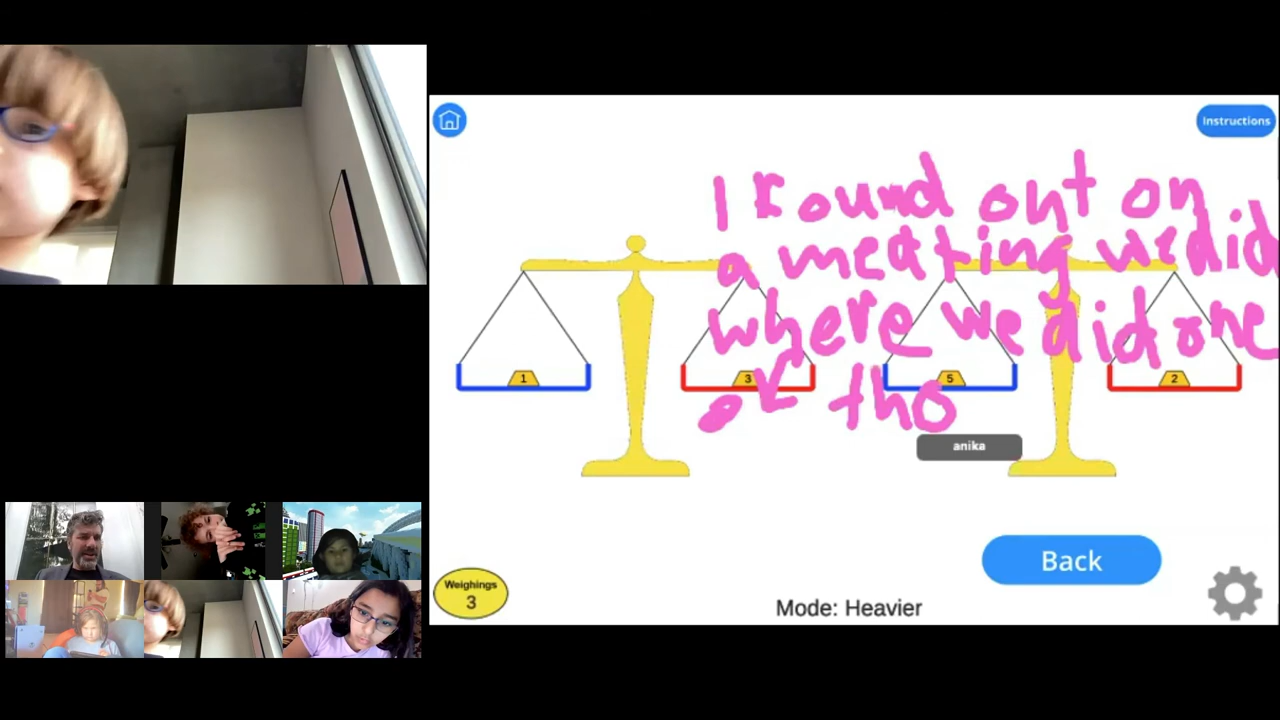 Instructions
I found out on
a meating we did
where we did one
of tho
1
3
5
2
anika
Back
Weighings
3
Mode: Heavier